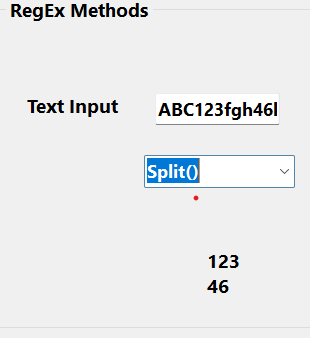 RegEx Methods
Text Input
ABC123fgh46l
Split()
123
46